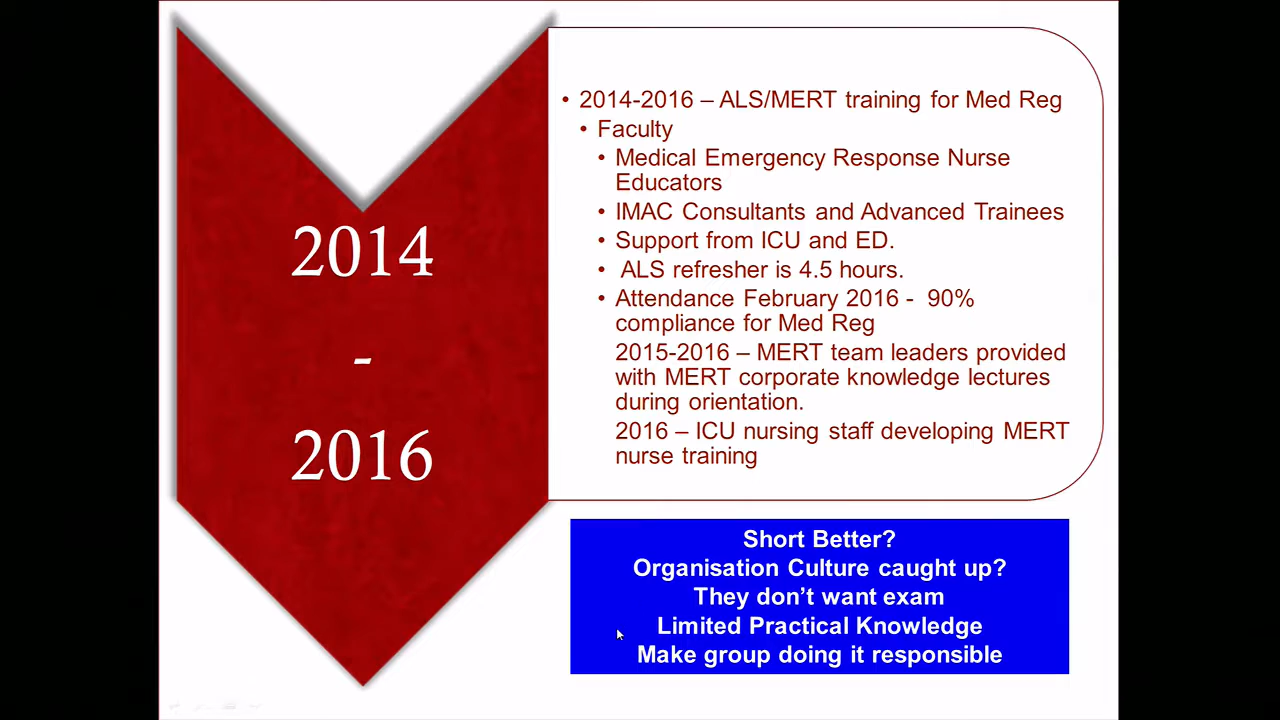 2014
-
2016
• 2014-2016 – ALS/MERT training for Med Reg
• Faculty
• Medical Emergency Response Nurse
Educators
• IMAC Consultants and Advanced Trainees
• Support from ICU and ED.
• ALS refresher is 4.5 hours.
• Attendance February 2016 - 90%
compliance for Med Reg
2015-2016 – MERT team leaders provided
with MERT corporate knowledge lectures
during orientation.
2016 – ICU nursing staff developing MERT
nurse training
Short Better?
Organisation Culture caught up?
They don’t want exam
Limited Practical Knowledge
Make group doing it responsible